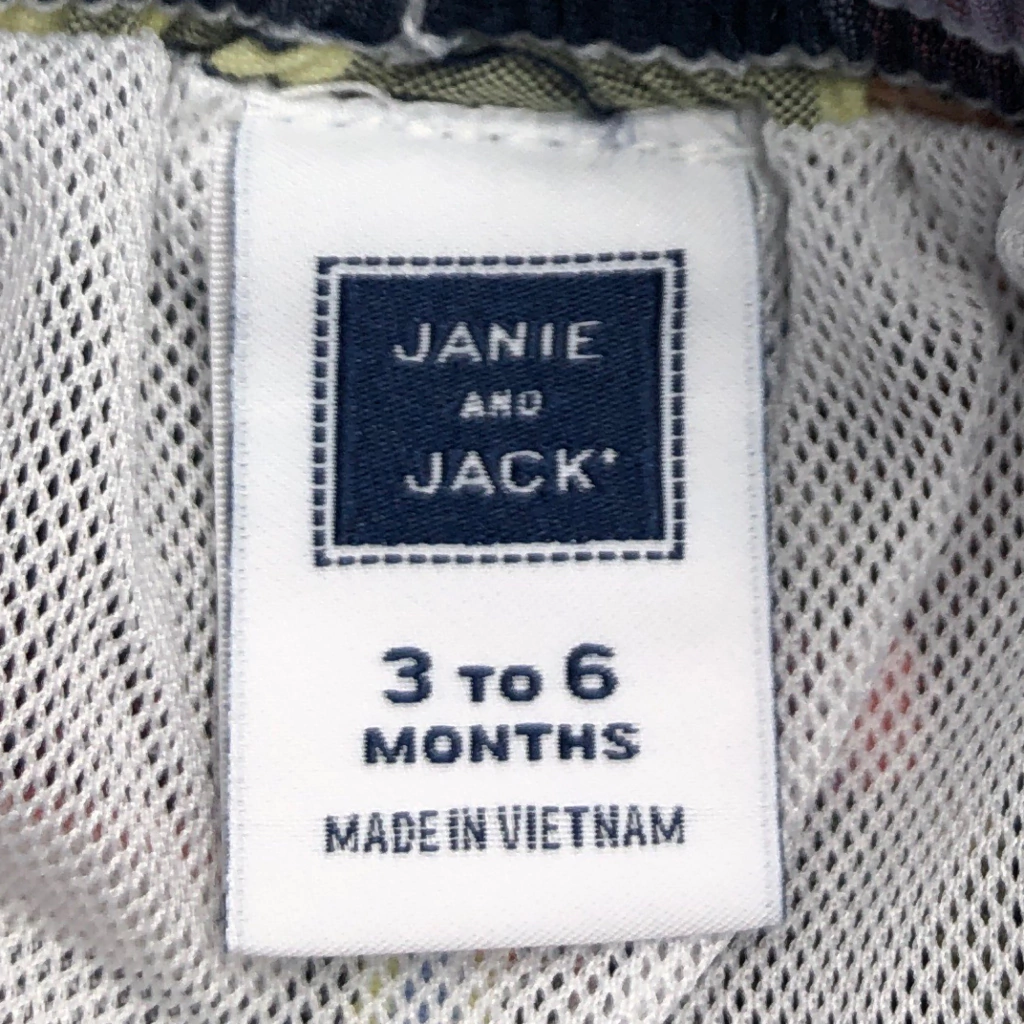 JANIE
AND
JACK
3 TO 6
MONTHS
MADE IN VIETNAM